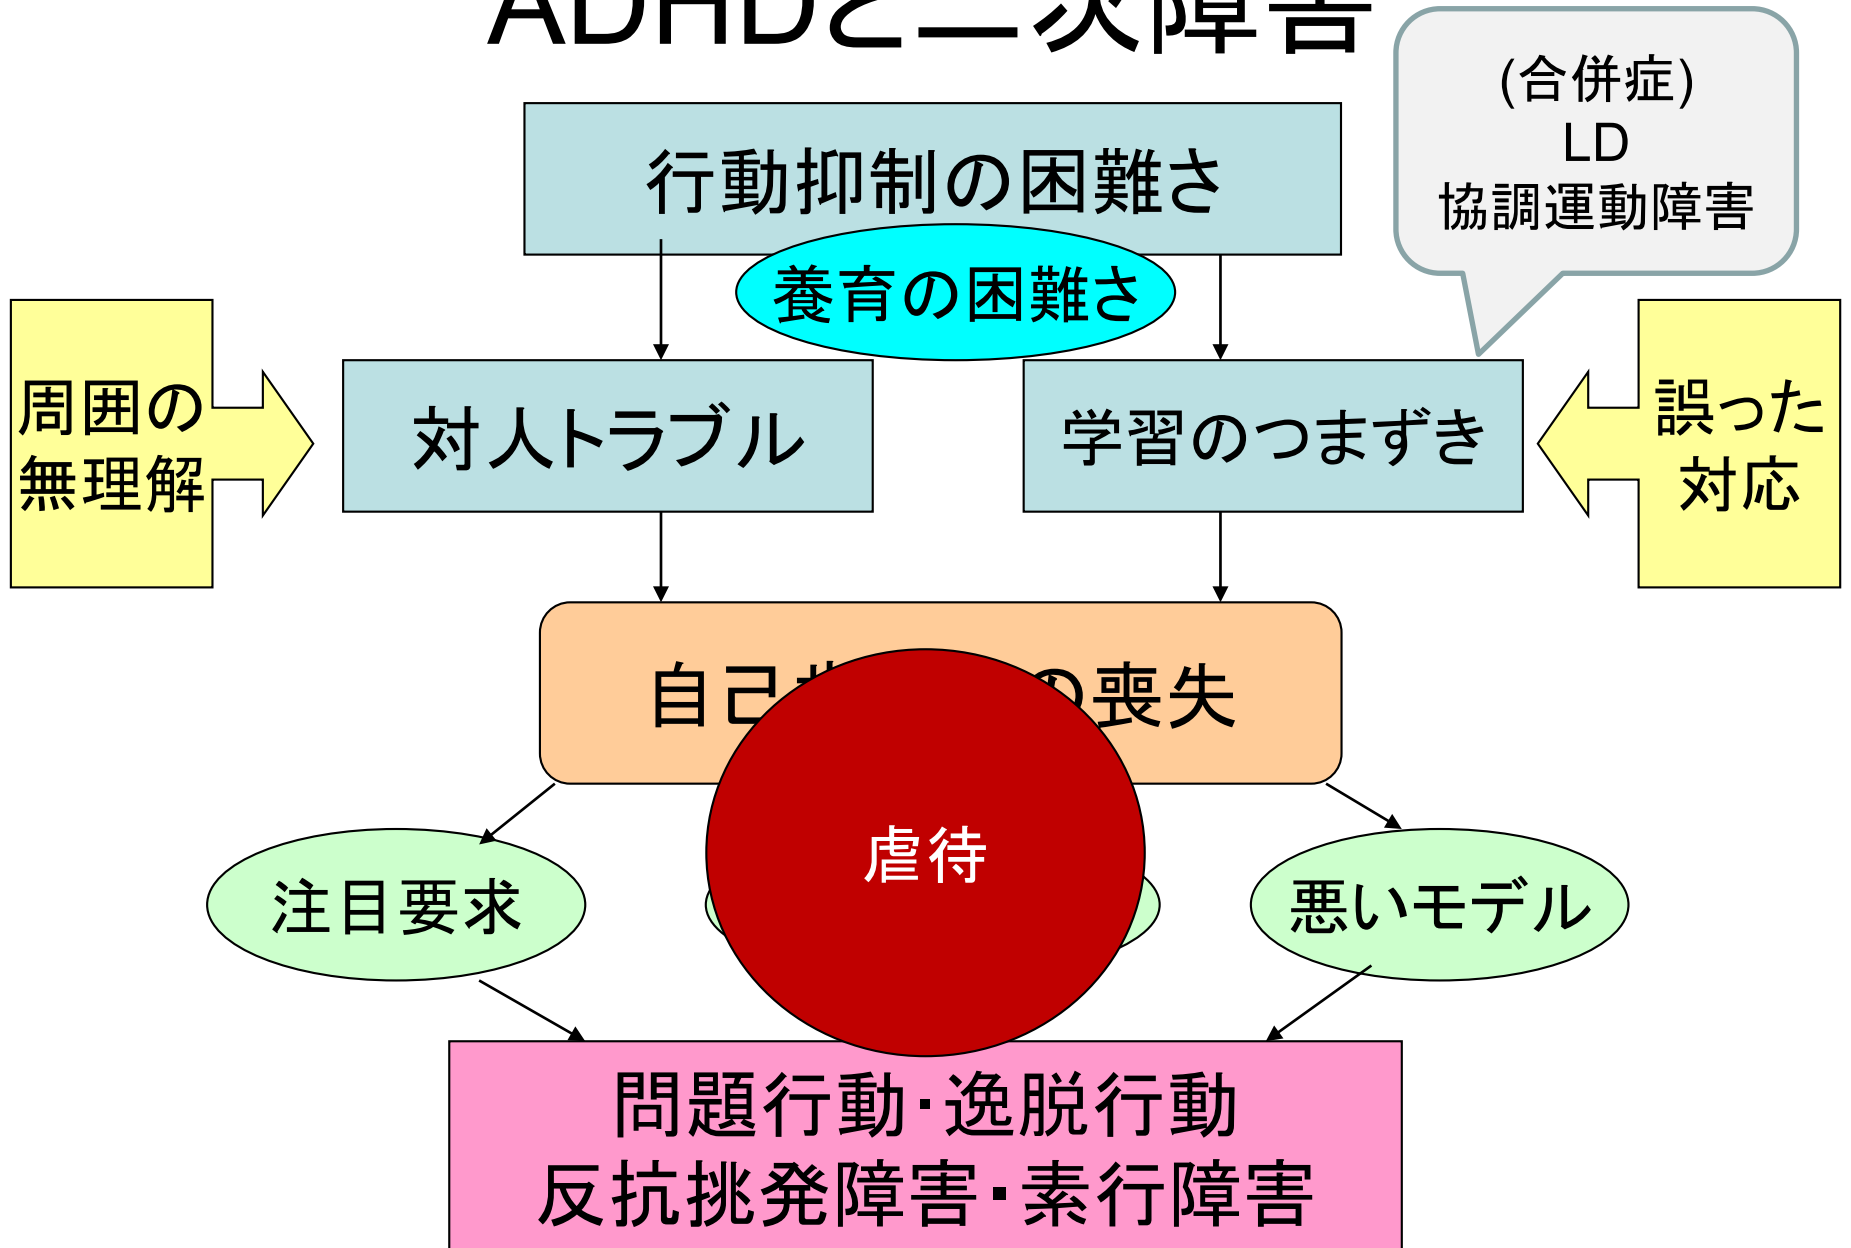 ADHDと二次障害
(合併症)
LD
協調運動障害
行動抑制の困難さ
養育の困難さ
周囲の
無理解
対人トラブル
学習のつまずき
誤った
対応
自己 の喪失
虐待
注目要求
悪いモデル
問題行動・逸脱行動
反抗挑発障害・素行障害